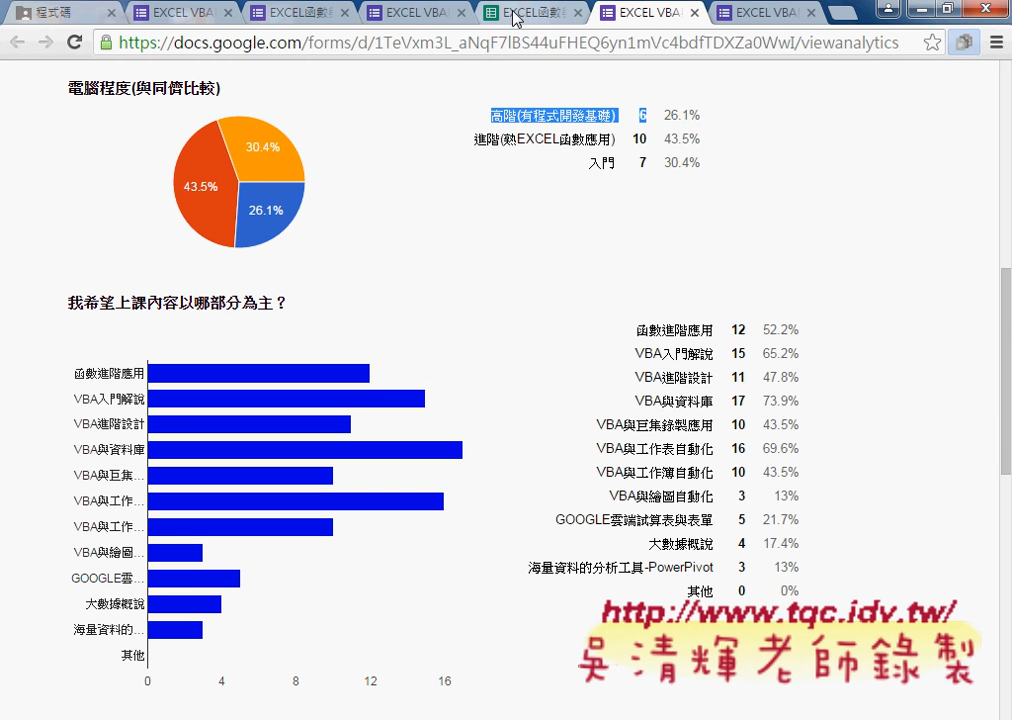 程式碼
EXCEL VBA
EXCEL函數
EXCEL VBA
EXCEL函數
EXCEL VBA
EXCEL VBA
https://docs.google.com/forms/d/1TeVxm3L_aNqF7lBS44uFHEQ6yn1mVc4bdfTDXZa0WwI/viewanalytics
電腦程度(與同儕比較)
30.4%
43.5%
26.1%
高階(有程式開發基礎) 6 26.1%
進階(熟EXCEL函數應用) 10 43.5%
入門 7 30.4%
我希望上課內容以哪部分為主？
函數進階應用
VBA入門解說
VBA進階設計
VBA與資料庫
VBA與巨集...
VBA與工作...
VBA與工作...
VBA與繪圖...
GOOGLE雲...
大數據概說
海量資料的...
其他
0 4 8 12 16
函數進階應用 12 52.2%
VBA入門解說 15 65.2%
VBA進階設計 11 47.8%
VBA與資料庫 17 73.9%
VBA與巨集錄製應用 10 43.5%
VBA與工作表自動化 16 69.6%
VBA與工作簿自動化 10 43.5%
VBA與繪圖自動化 3 13%
GOOGLE雲端試算表與表單 5 21.7%
大數據概說 4 17.4%
海量資料的分析工具-PowerPivot 3 13%
其他 0 0%
http://www.tqc.idv.tw/
吳清輝老師錄製